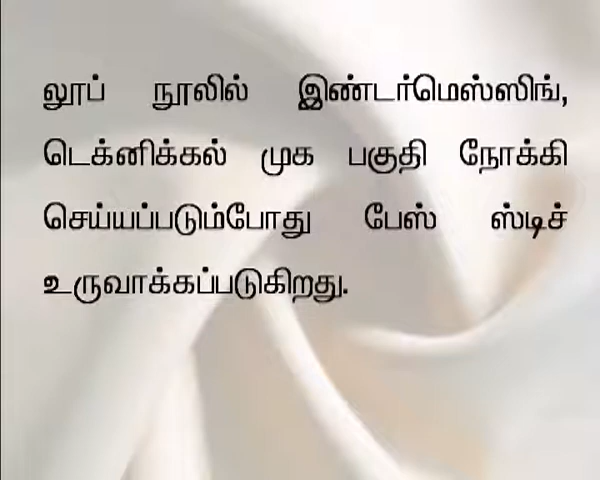 லூப் நூலில் இண்டர்மெஸ்ஸிங்,
டெக்னிக்கல் முக பகுதி நோக்கி
செய்யப்படும்போது பேஸ் ஸ்டிச்
உருவாக்கப்படுகிறது.